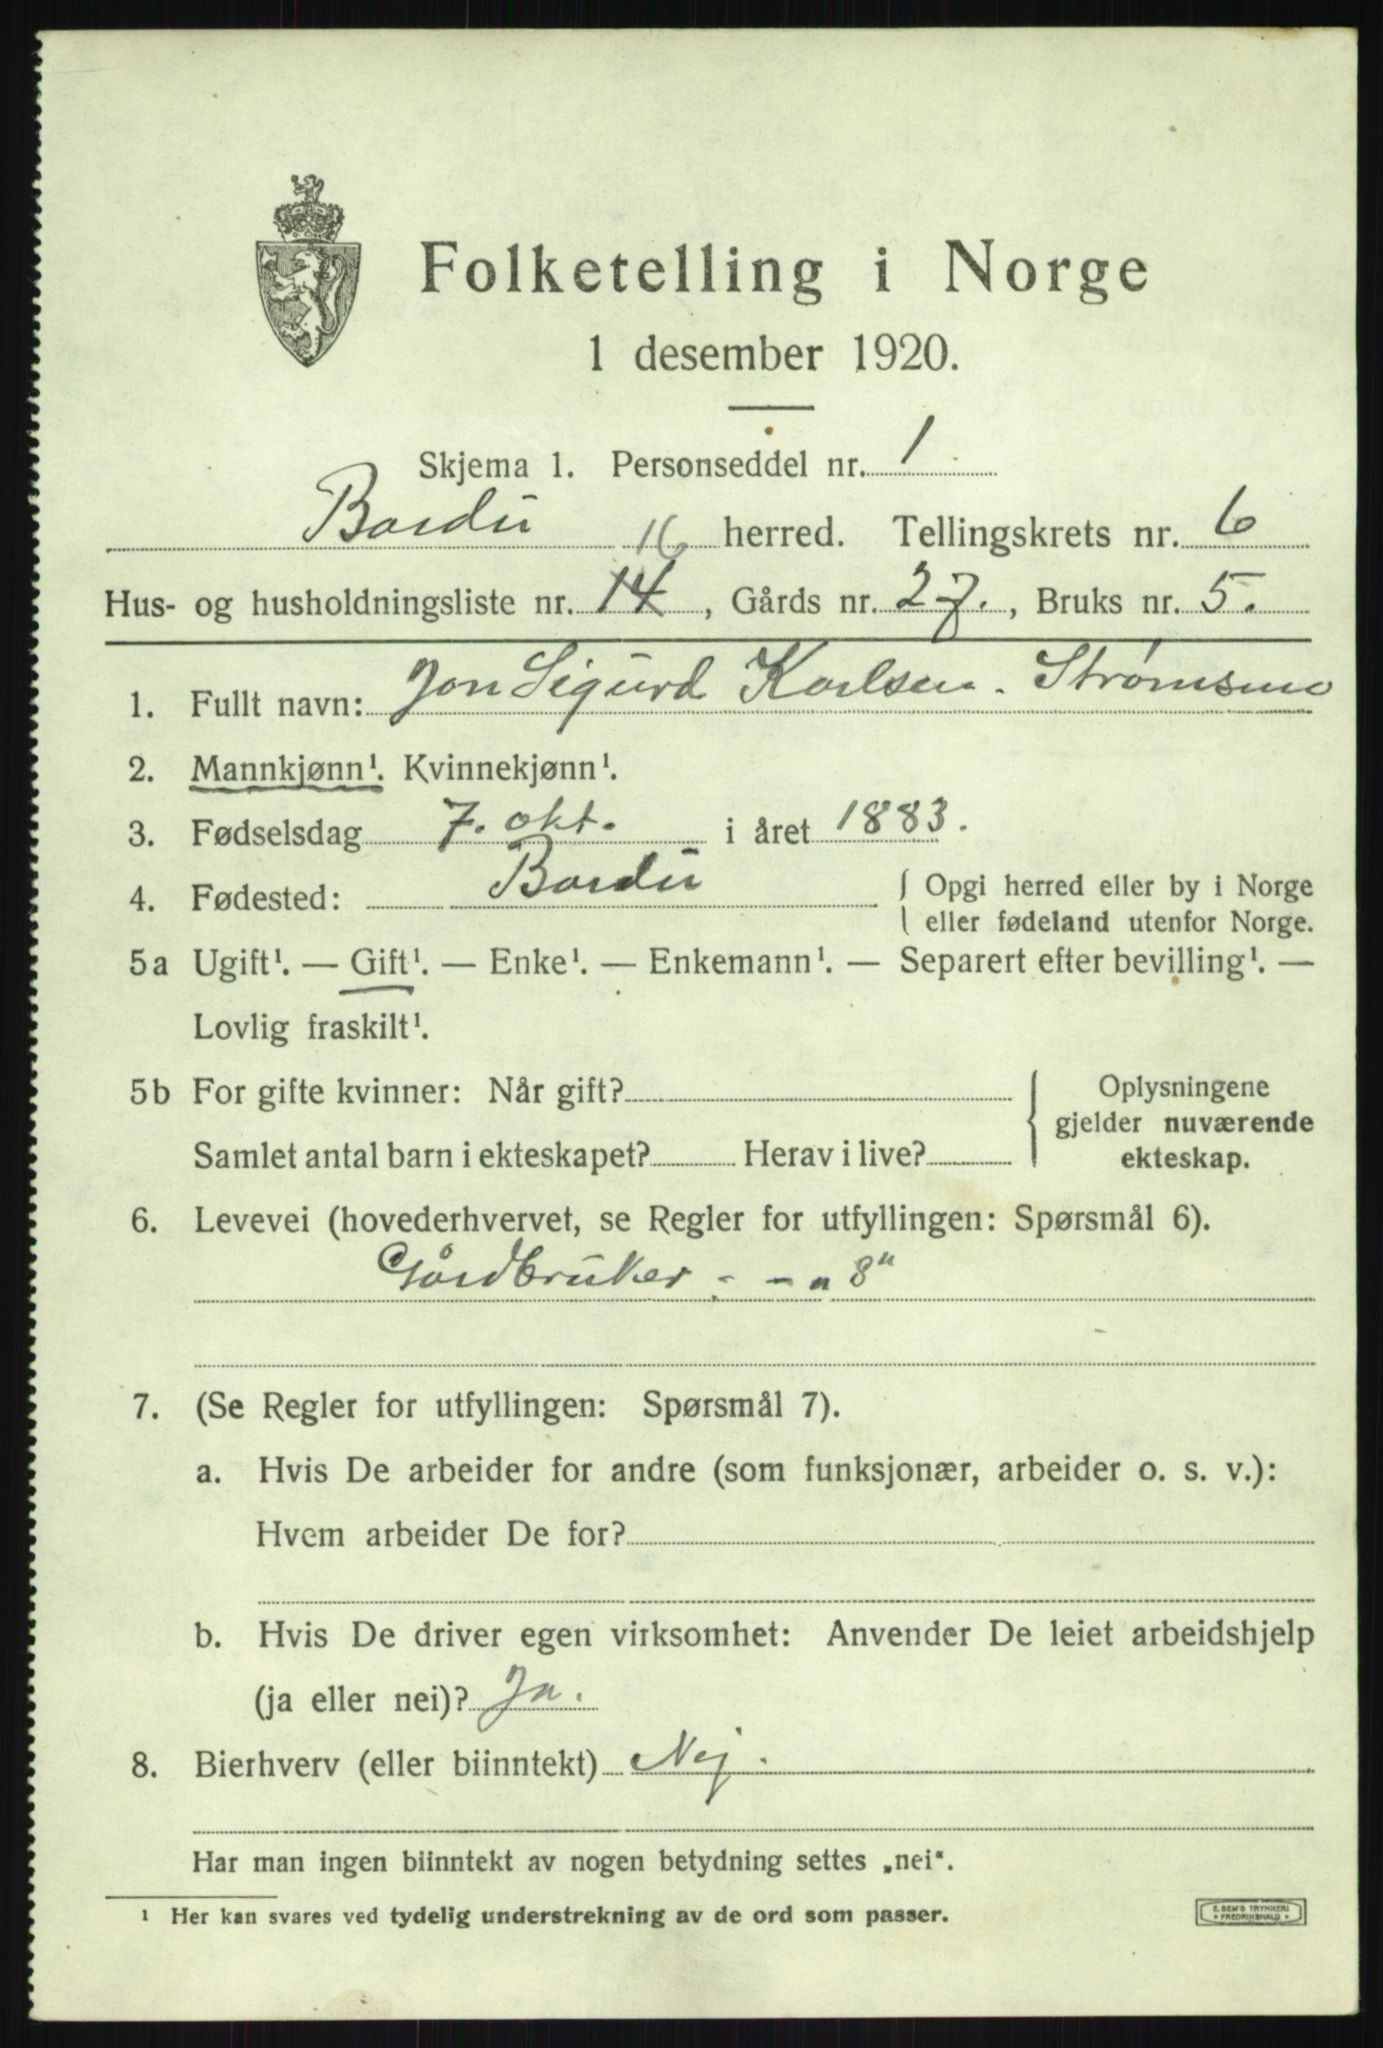 Folketelling i Norge
1 desember 1920.
Skjema 1. Personseddel nr. 1
Bardu 16 herred. Tellingskrets nr. 6
Hus- og husholdningsliste nr. 14, Gårds nr. 27., Bruks nr. 5.
1. Fullt navn: Jon Sigurd Karlsen. Strømsmo
2. Mannkjønn¹. Kvinnekjønn¹.
3. Fødselsdag 7. okt. i året 1883.
4. Fødested: Bardu { Opgi herred eller by i Norge
eller fødeland utenfor Norge.
5a Ugift¹. — Gift¹. — Enke¹. — Enkemann¹. — Separert efter bevilling¹. —
Lovlig fraskilt¹.
5b For gifte kvinner: Når gift?
Samlet antal barn i ekteskapet? Herav i live?
{ Oplysningene
gjelder nuværende
ekteskap.
6. Levevei (hovederhvervet, se Regler for utfyllingen: Spørsmål 6).
Gårdbruker - - „ 8"
7. (Se Regler for utfyllingen: Spørsmål 7).
a. Hvis De arbeider for andre (som funksjonær, arbeider o. s. v.):
Hvem arbeider De for?
b. Hvis De driver egen virksomhet: Anvender De leiet arbeidshjelp
(ja eller nei)? Ja.
8. Bierhverv (eller biinntekt) Nej.
Har man ingen biinntekt av nogen betydning settes „nei“.
¹ Her kan svares ved tydelig understrekning av de ord som passer.
E. SEM'S TRYKKERI
• FREDRIKSHALD •